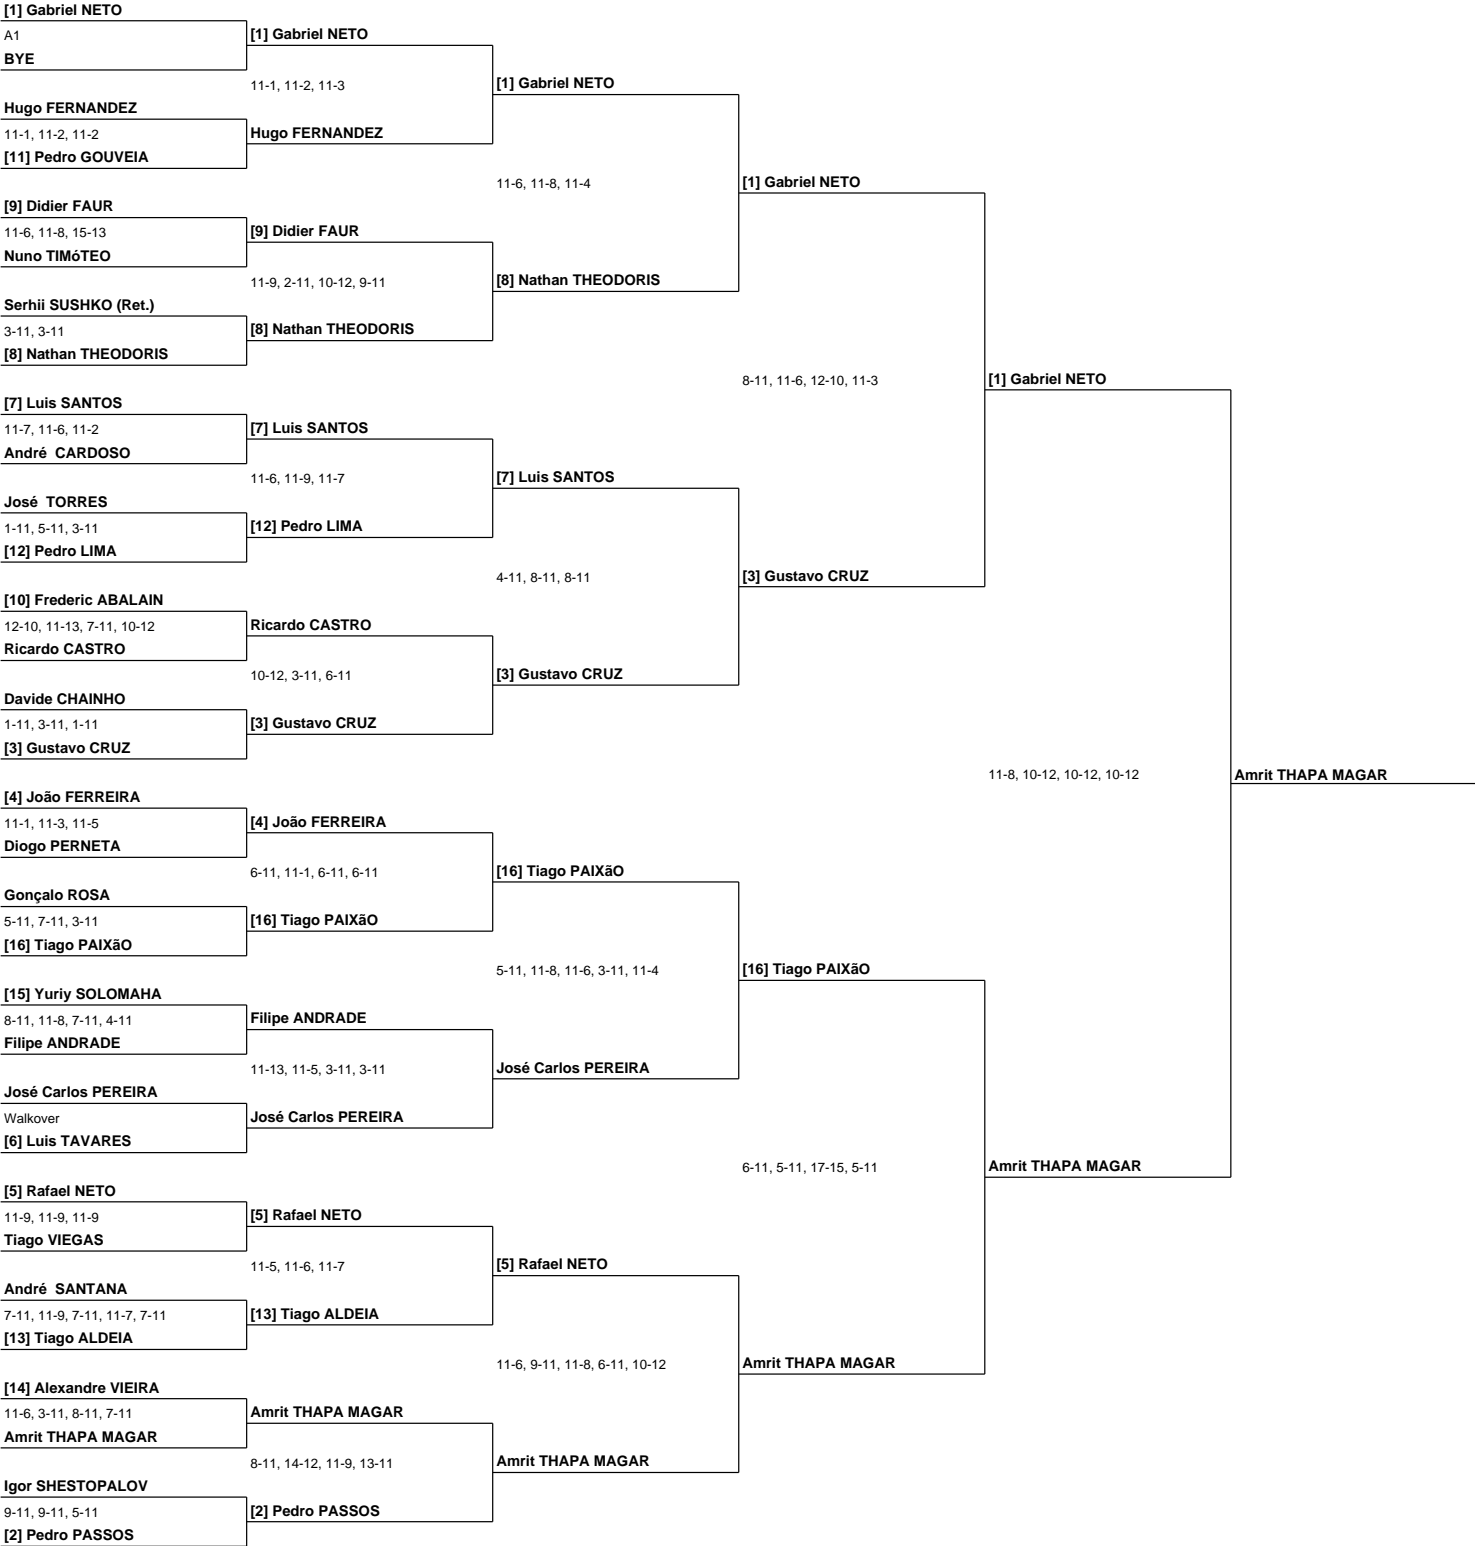 [1] Gabriel NETO
A1
BYE
Hugo FERNANDEZ
11-1, 11-2, 11-2
[11] Pedro GOUVEIA
[9] Didier FAUR
11-6, 11-8, 15-13
Nuno TIMóTEO
Serhii SUSHKO (Ret.)
3-11, 3-11
[8] Nathan THEODORIS
[7] Luis SANTOS
11-7, 11-6, 11-2
André  CARDOSO
José  TORRES
1-11, 5-11, 3-11
[12] Pedro LIMA
[10] Frederic ABALAIN
12-10, 11-13, 7-11, 10-12
Ricardo CASTRO
Davide CHAINHO
1-11, 3-11, 1-11
[3] Gustavo CRUZ
[4] João FERREIRA
11-1, 11-3, 11-5
Diogo PERNETA
Gonçalo ROSA
5-11, 7-11, 3-11
[16] Tiago PAIXãO
[15] Yuriy SOLOMAHA
8-11, 11-8, 7-11, 4-11
Filipe ANDRADE
José Carlos PEREIRA
Walkover
[6] Luis TAVARES
[5] Rafael NETO
11-9, 11-9, 11-9
Tiago VIEGAS
André  SANTANA
7-11, 11-9, 7-11, 11-7, 7-11
[13] Tiago ALDEIA
[14] Alexandre VIEIRA
11-6, 3-11, 8-11, 7-11
Amrit THAPA MAGAR
Igor SHESTOPALOV
9-11, 9-11, 5-11
[2] Pedro PASSOS
[1] Gabriel NETO
11-1, 11-2, 11-3
Hugo FERNANDEZ
[9] Didier FAUR
11-9, 2-11, 10-12, 9-11
[8] Nathan THEODORIS
[7] Luis SANTOS
11-6, 11-9, 11-7
[12] Pedro LIMA
Ricardo CASTRO
10-12, 3-11, 6-11
[3] Gustavo CRUZ
[4] João FERREIRA
6-11, 11-1, 6-11, 6-11
[16] Tiago PAIXãO
Filipe ANDRADE
11-13, 11-5, 3-11, 3-11
José Carlos PEREIRA
[5] Rafael NETO
11-5, 11-6, 11-7
[13] Tiago ALDEIA
Amrit THAPA MAGAR
8-11, 14-12, 11-9, 13-11
[2] Pedro PASSOS
[1] Gabriel NETO
11-6, 11-8, 11-4
[8] Nathan THEODORIS
[7] Luis SANTOS
4-11, 8-11, 8-11
[3] Gustavo CRUZ
[16] Tiago PAIXãO
5-11, 11-8, 11-6, 3-11, 11-4
José Carlos PEREIRA
[5] Rafael NETO
11-6, 9-11, 11-8, 6-11, 10-12
Amrit THAPA MAGAR
[1] Gabriel NETO
8-11, 11-6, 12-10, 11-3
[3] Gustavo CRUZ
[16] Tiago PAIXãO
6-11, 5-11, 17-15, 5-11
Amrit THAPA MAGAR
[1] Gabriel NETO
11-8, 10-12, 10-12, 10-12
Amrit THAPA MAGAR
Amrit THAPA MAGAR